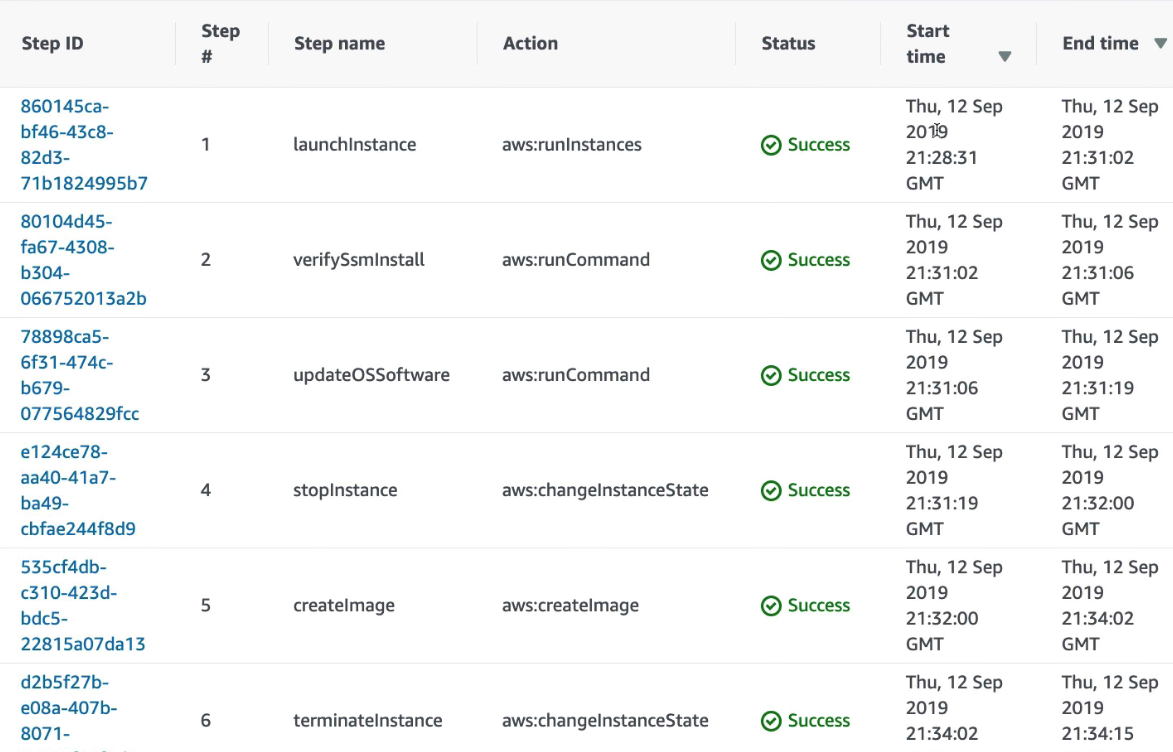 Step ID
Step
#
Step name
Action
Status
Start
time
End time
860145ca-
bf46-43c8-
82d3-
71b1824995b7
1
launchInstance
aws:runInstances
Success
Thu, 12 Sep
2019
21:28:31
GMT
Thu, 12 Sep
2019
21:31:02
GMT
80104d45-
fa67-4308-
b304-
066752013a2b
2
verifySsmInstall
aws:runCommand
Success
Thu, 12 Sep
2019
21:31:02
GMT
Thu, 12 Sep
2019
21:31:06
GMT
78898ca5-
6f31-474c-
b679-
077564829fcc
3
updateOSSoftware
aws:runCommand
Success
Thu, 12 Sep
2019
21:31:06
GMT
Thu, 12 Sep
2019
21:31:19
GMT
e124ce78-
aa40-41a7-
ba49-
cbfae244f8d9
4
stopInstance
aws:changeInstanceState
Success
Thu, 12 Sep
2019
21:31:19
GMT
Thu, 12 Sep
2019
21:32:00
GMT
535cf4db-
c310-423d-
bdc5-
22815a07da13
5
createImage
aws:createImage
Success
Thu, 12 Sep
2019
21:32:00
GMT
Thu, 12 Sep
2019
21:34:02
GMT
d2b5f27b-
e08a-407b-
8071-
6
terminateInstance
aws:changeInstanceState
Success
Thu, 12 Sep
2019
21:34:02
Thu, 12 Sep
2019
21:34:15